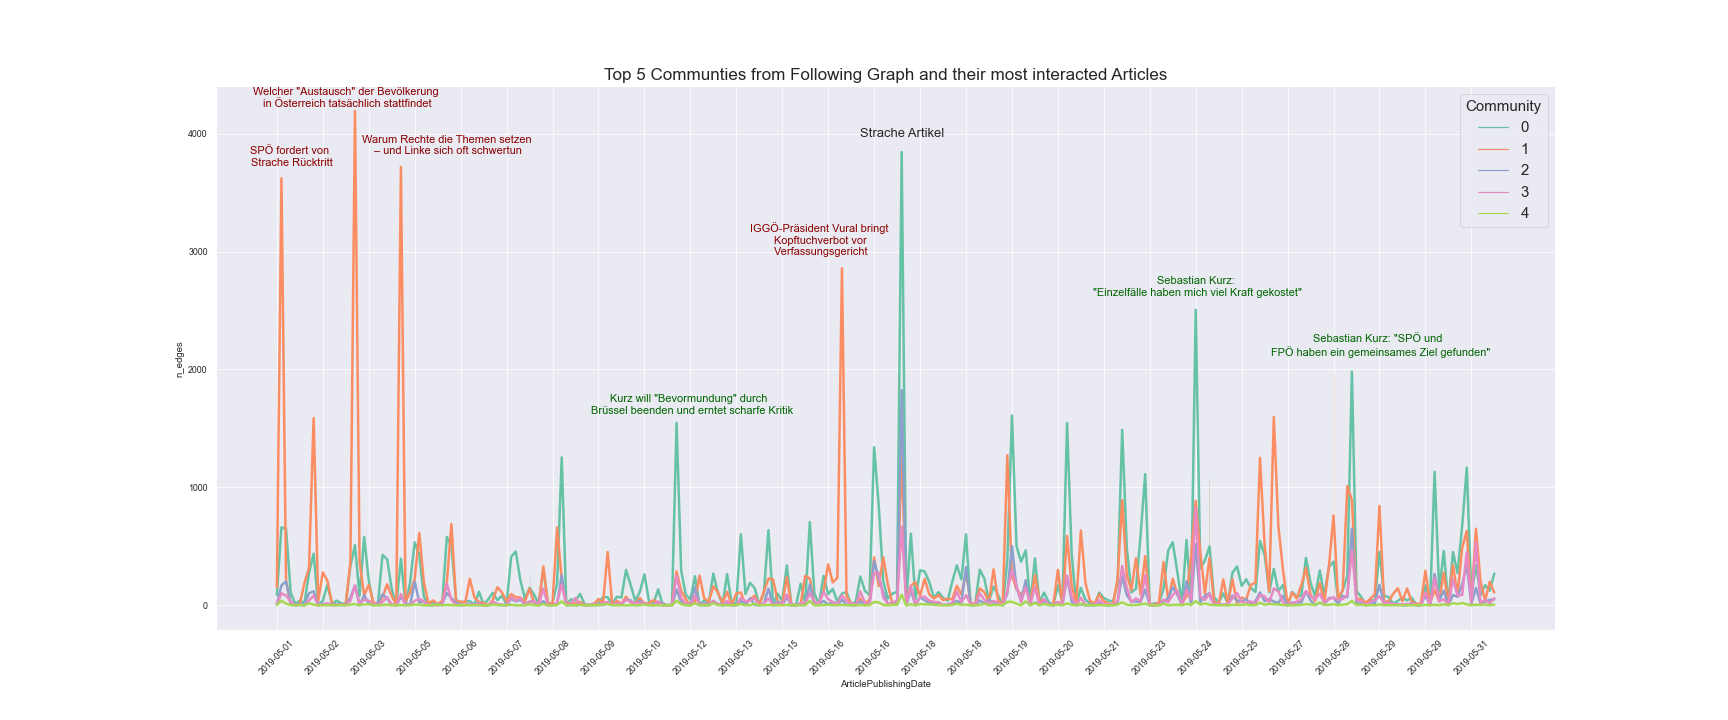 Top 5 Communties from Following Graph and their most interacted Articles
Welcher "Austausch" der Bevölkerung
in Österreich tatsächlich stattfindet
SPÖ fordert von
Strache Rücktritt
Warum Rechte die Themen setzen
– und Linke sich oft schwertun
Strache Artikel
IGGÖ-Präsident Vural bringt
Kopftuchverbot vor
Verfassungsgericht
Sebastian Kurz:
"Einzelfälle haben mich viel Kraft gekostet"
Sebastian Kurz: "SPÖ und
FPÖ haben ein gemeinsames Ziel gefunden"
Kurz will "Bevormundung" durch
Brüssel beenden und erntet scharfe Kritik
Community
0
1
2
3
4
n_edges
4000
3000
2000
1000
0
2019-05-01
2019-05-02
2019-05-03
2019-05-05
2019-05-06
2019-05-07
2019-05-08
2019-05-09
2019-05-10
2019-05-12
2019-05-13
2019-05-15
2019-05-16
2019-05-16
2019-05-18
2019-05-18
2019-05-19
2019-05-20
2019-05-21
2019-05-23
2019-05-24
2019-05-25
2019-05-27
2019-05-28
2019-05-29
2019-05-29
2019-05-31
ArticlePublishingDate